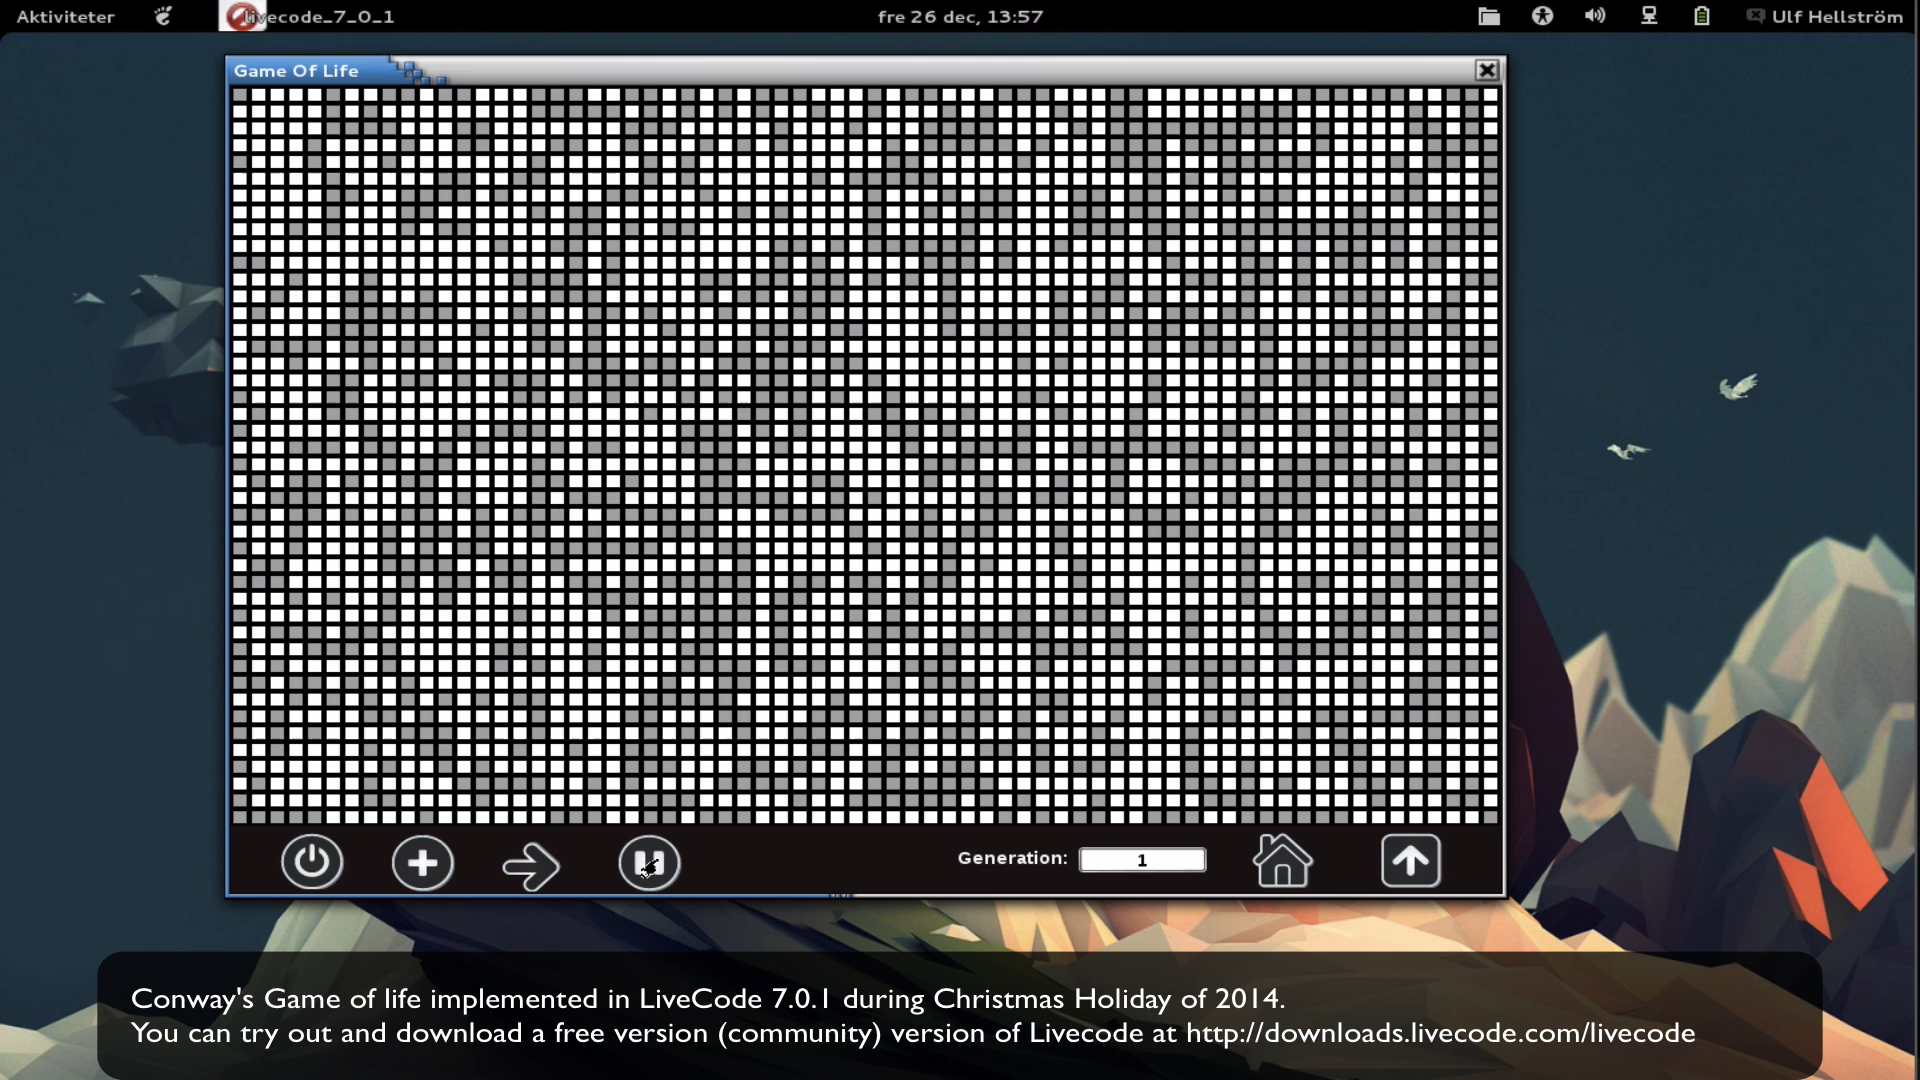 Aktiviteter
livecode_7_0_1
fre 26 dec, 13:57
Ulf Hellström
Game Of Life
Generation: 1
Conway's Game of life implemented in LiveCode 7.0.1 during Christmas Holiday of 2014.
You can try out and download a free version (community) version of Livecode at http://downloads.livecode.com/livecode